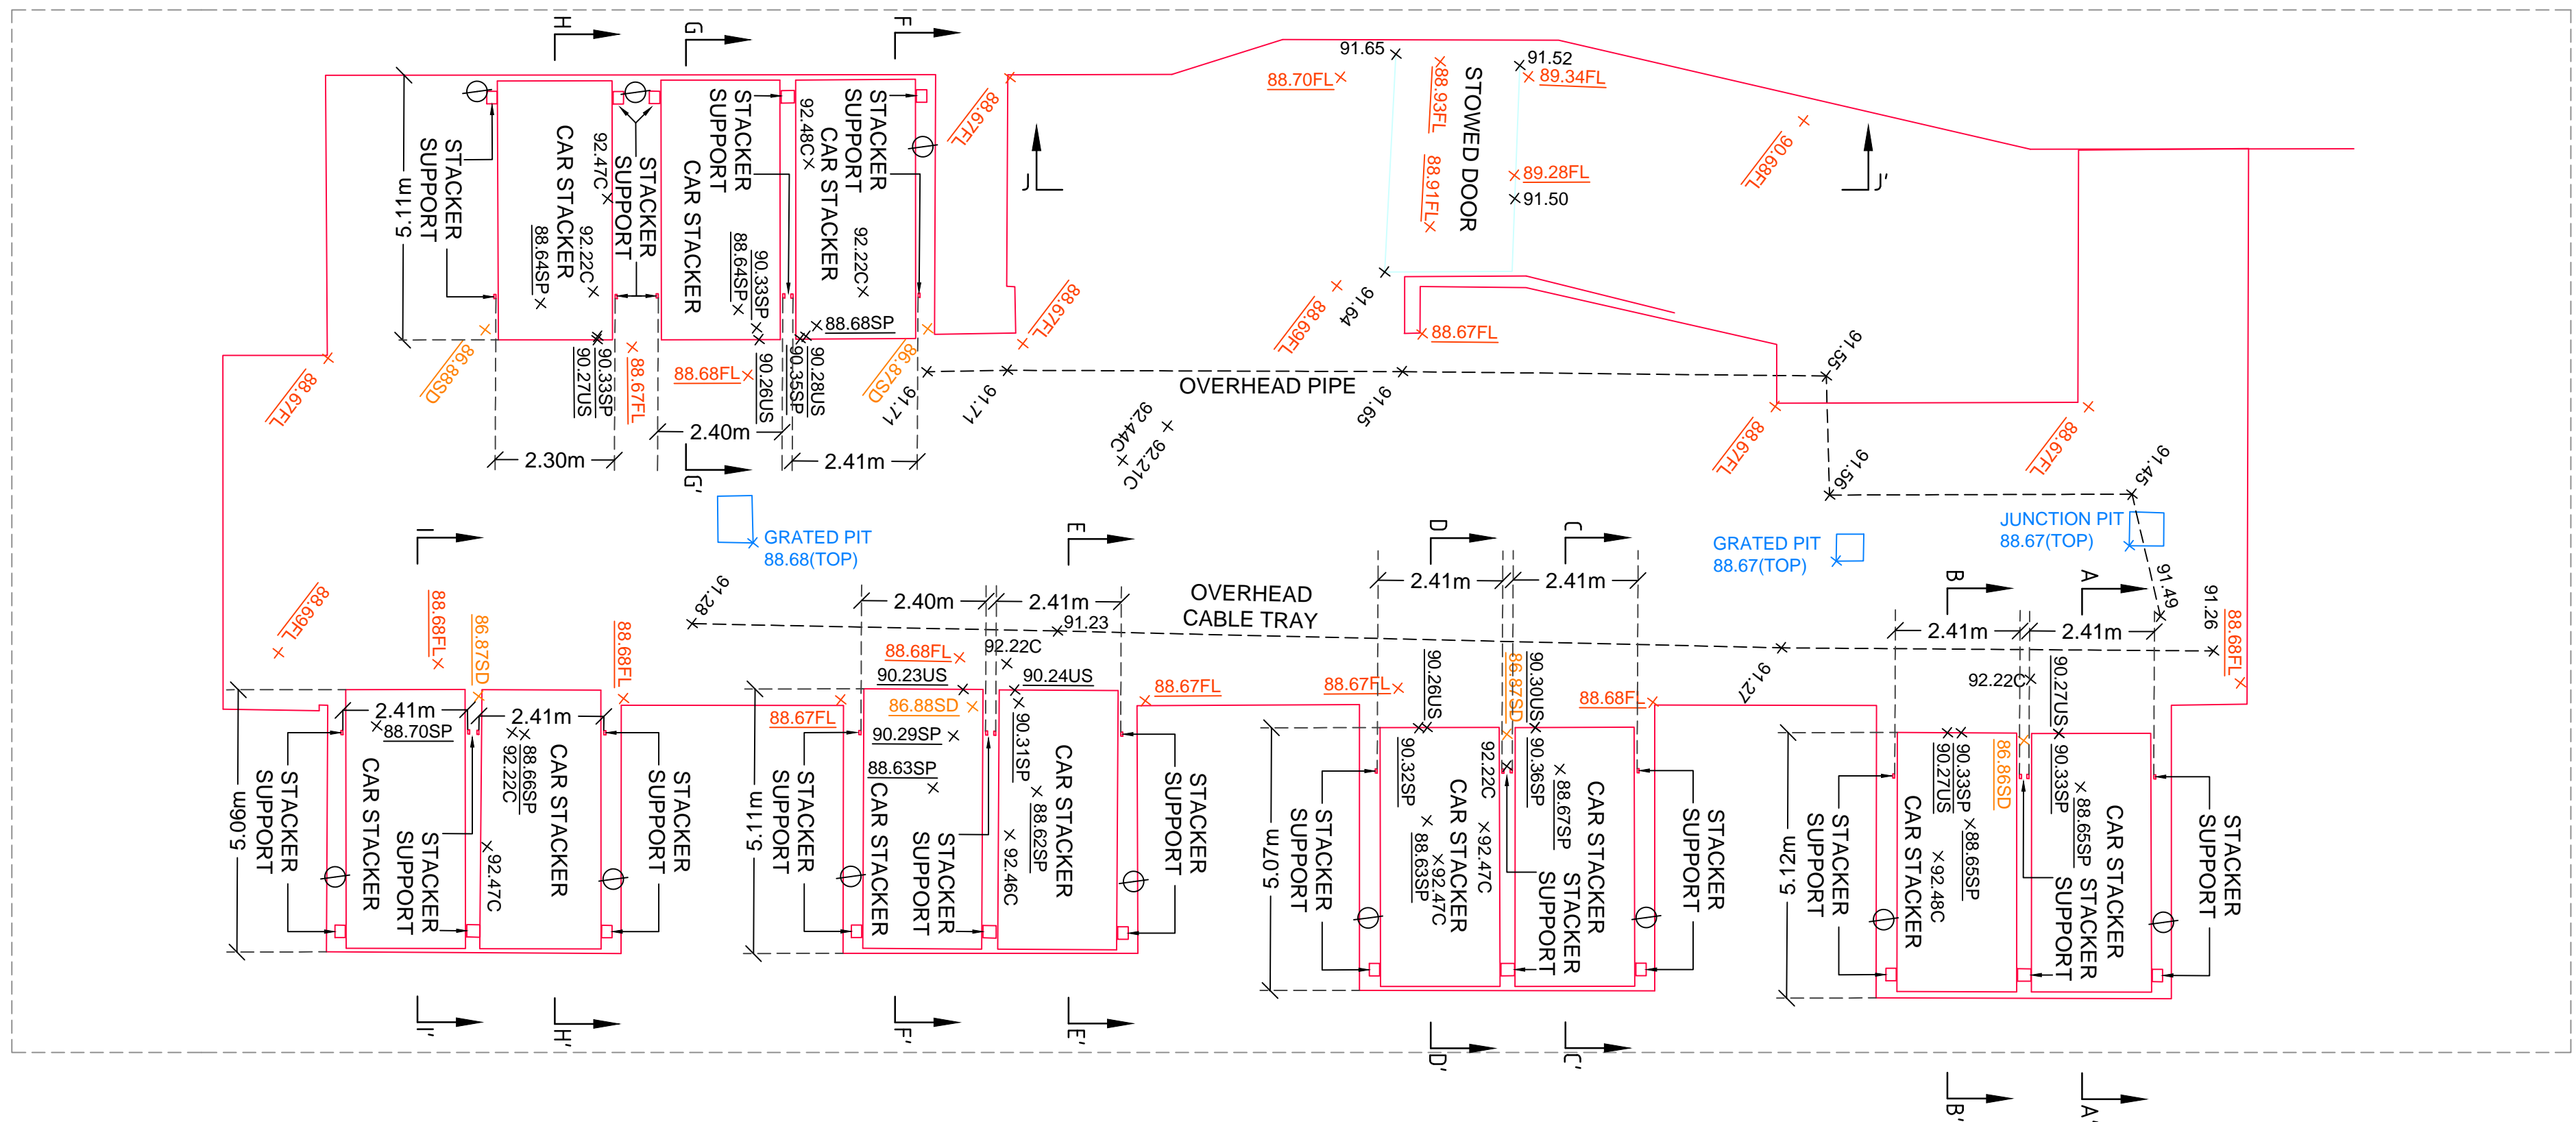 H
G
F
91.65
91.52
88.70FL
88.93FL
STOWED DOOR
89.34FL
88.67FL
STACKER
SUPPORT
CAR STACKER
92.47C
STACKER
SUPPORT
STACKER
SUPPORT
CAR STACKER
92.48C
CAR STACKER
STACKER
SUPPORT
5.11m
STACKER
SUPPORT
J
88.91FL
89.28FL
91.50
90.68FL
J'
92.22C
88.64SP
90.33SP
88.64SP
92.22C
88.68SP
88.67FL
88.69FL
91.64
88.67FL
86.88SD
90.33SP
90.27US
88.67FL
88.68FL
90.26US
90.35SP
90.28US
86.87SD
91.71
91.71
OVERHEAD PIPE
91.65
91.55
88.67FL
2.30m
2.40m
2.41m
G'
92.44C
92.21C
88.67FL
91.56
88.67FL
91.45
I
GRATED PIT
88.68(TOP)
E
D
C
GRATED PIT
88.67(TOP)
JUNCTION PIT
88.67(TOP)
B
A
91.49
91.26
88.68FL
88.69FL
88.68FL
86.87SD
88.68FL
91.28
2.40m
2.41m
91.23
OVERHEAD
CABLE TRAY
2.41m
2.41m
91.27
2.41m
2.41m
88.68FL
92.22C
90.23US
90.24US
88.67FL
86.88SD
88.67FL
88.67FL
90.26US
86.87SD
90.30US
88.68FL
92.22C
90.27US
2.41m
88.70SP
2.41m
88.66SP
92.22C
90.29SP
88.63SP
90.31SP
88.62SP
92.46C
90.32SP
92.22C
90.36SP
88.67SP
90.33SP
90.27US
86.86SD
90.33SP
88.65SP
88.65SP
5.06m
STACKER
SUPPORT
CAR STACKER
STACKER
SUPPORT
92.47C
CAR STACKER
STACKER
SUPPORT
5.11m
STACKER
SUPPORT
CAR STACKER
STACKER
SUPPORT
CAR STACKER
STACKER
SUPPORT
5.07m
STACKER
SUPPORT
88.63SP
92.47C
CAR STACKER
92.47C
STACKER
SUPPORT
CAR STACKER
STACKER
SUPPORT
5.12m
STACKER
SUPPORT
CAR STACKER
92.48C
STACKER
SUPPORT
CAR STACKER
STACKER
SUPPORT
I'
H'
F'
E'
D'
C'
B'
A'